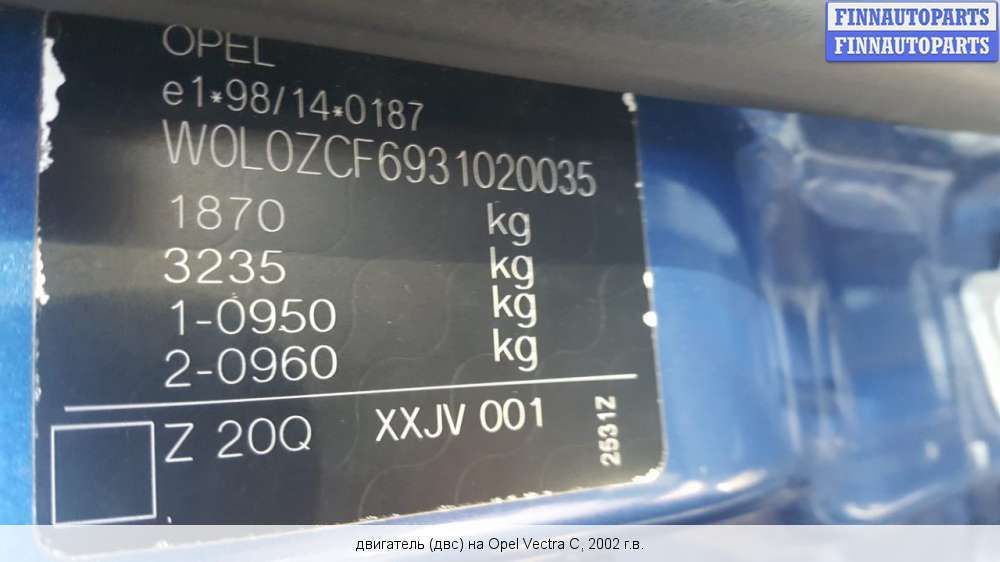 FINNAUTOPARTS
FINNAUTOPARTS
OPEL
e1*98/14*0187
W0L0ZCF6931020035
1870 kg
3235 kg
1-0950 kg
2-0960 kg
Z 20Q XXJV 001
2531Z
двигатель (двс) на Opel Vectra C, 2002 г.в.